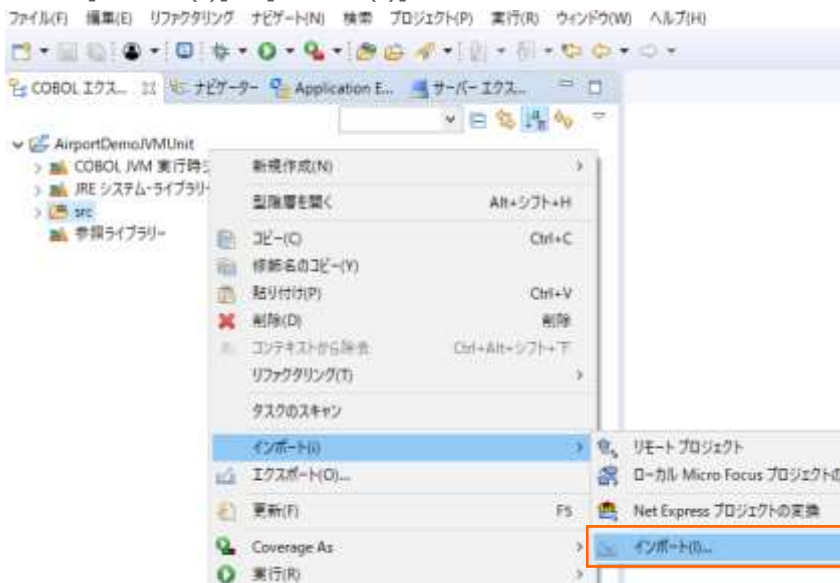 ファイル(F) 編集(E) リファクタリング ナビゲート(N) 検索 プロジェクト(P) 実行(R) ウィンドウ(W) ヘルプ(H)
COBOL エクス... ナビゲーター Application E... サーバー エクス...
AirportDemoJVMUnit
COBOL JVM 実行時シ
JRE システム・ライブラリー
src
参照ライブラリー
新規作成(N)
型階層を開く Alt+シフト+H
コピー(C) Ctrl+C
修飾名のコピー(Y)
貼り付け(P) Ctrl+V
削除(D) 削除
コンテキストから除去 Ctrl+Alt+シフト+下
リファクタリング(T)
タスクのスキャン
インポート(I)
エクスポート(O)...
更新(F) F5
Coverage As
実行(R)
リモート プロジェクト
ローカル Micro Focus プロジェクトの
Net Express プロジェクトの変換
インポート(I)...